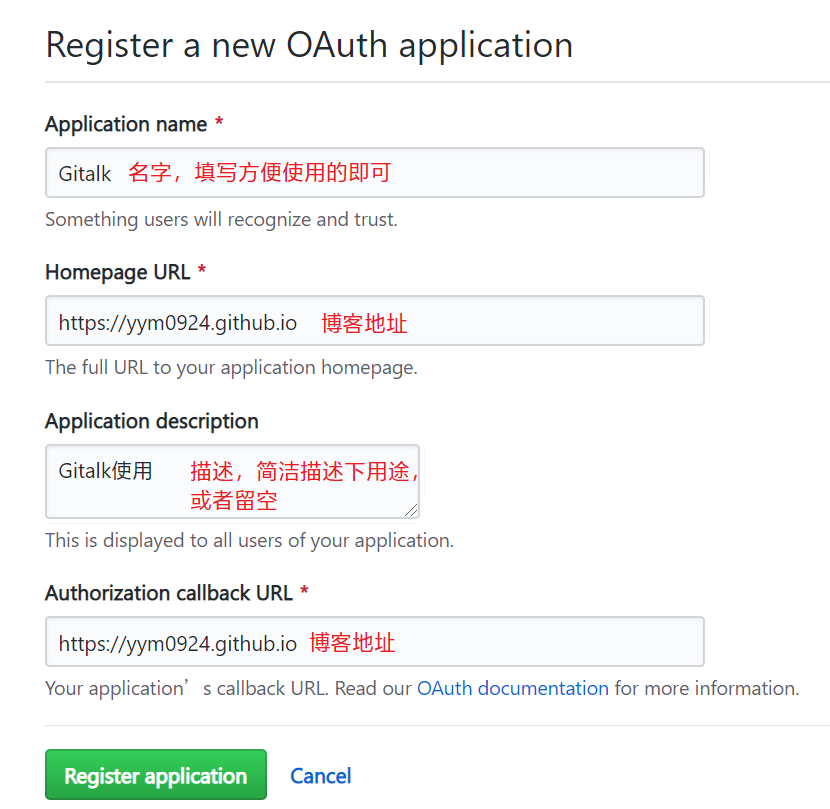 Register a new OAuth application
Application name *
Gitalk 名字，填写方便使用的即可
Something users will recognize and trust.
Homepage URL *
https://yym0924.github.io 博客地址
The full URL to your application homepage.
Application description
Gitalk使用 描述，简洁描述下用途，
或者留空
This is displayed to all users of your application.
Authorization callback URL *
https://yym0924.github.io 博客地址
Your application’s callback URL. Read our OAuth documentation for more information.
Register application Cancel